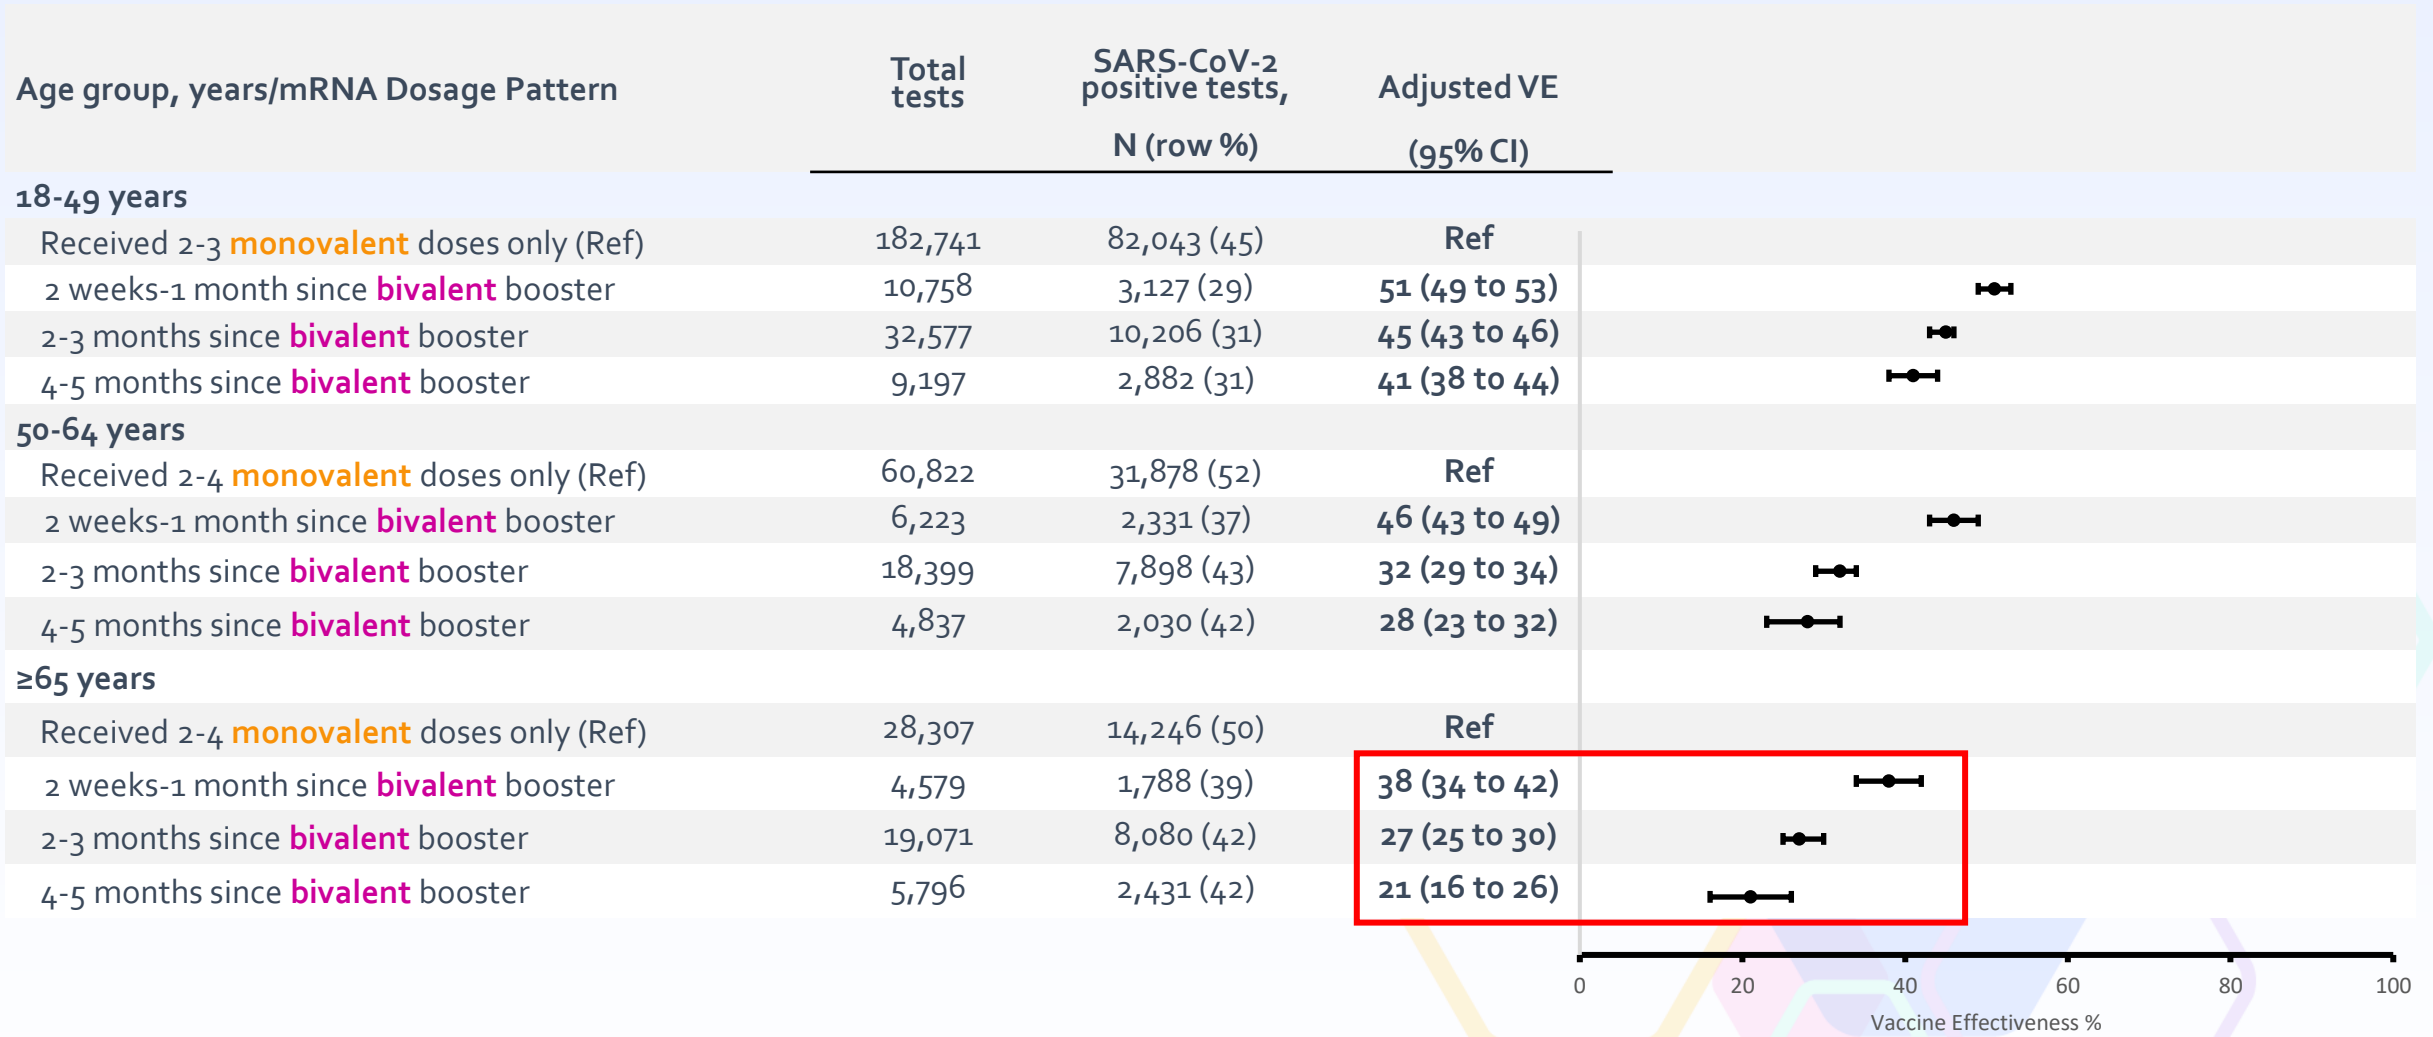 Age group, years/mRNA Dosage Pattern
Total tests
SARS-CoV-2 positive tests, N (row %)
Adjusted VE (95% CI)
18-49 years
Received 2-3 monovalent doses only (Ref) 182,741 82,043 (45) Ref
2 weeks-1 month since bivalent booster 10,758 3,127 (29) 51 (49 to 53)
2-3 months since bivalent booster 32,577 10,206 (31) 45 (43 to 46)
4-5 months since bivalent booster 9,197 2,882 (31) 41 (38 to 44)
50-64 years
Received 2-4 monovalent doses only (Ref) 60,822 31,878 (52) Ref
2 weeks-1 month since bivalent booster 6,223 2,331 (37) 46 (43 to 49)
2-3 months since bivalent booster 18,399 7,898 (43) 32 (29 to 34)
4-5 months since bivalent booster 4,837 2,030 (42) 28 (23 to 32)
≥65 years
Received 2-4 monovalent doses only (Ref) 28,307 14,246 (50) Ref
2 weeks-1 month since bivalent booster 4,579 1,788 (39) 38 (34 to 42)
2-3 months since bivalent booster 19,071 8,080 (42) 27 (25 to 30)
4-5 months since bivalent booster 5,796 2,431 (42) 21 (16 to 26)
0 20 40 60 80 100
Vaccine Effectiveness %